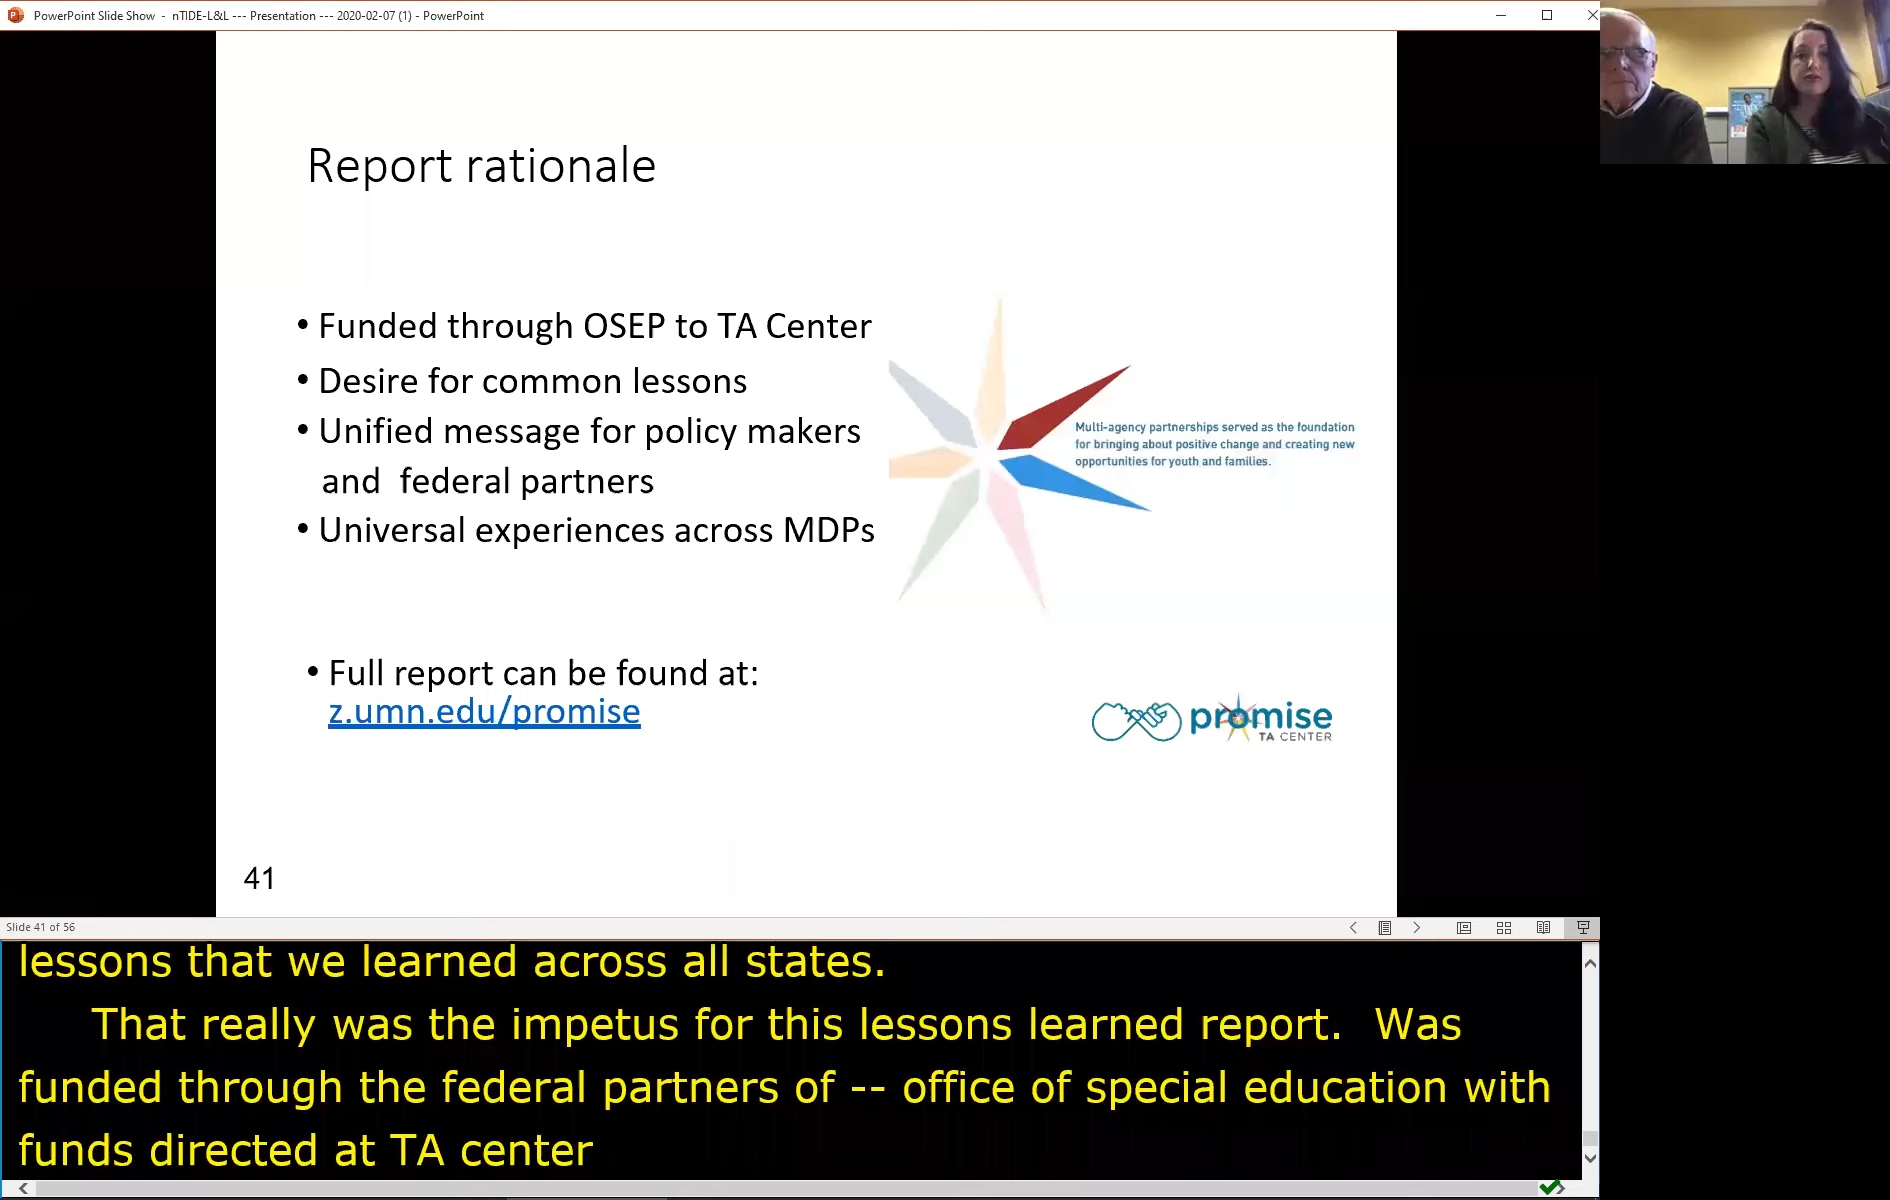 PowerPoint Slide Show - nTIDE-L&L --- Presentation --- 2020-02-07 (1) - PowerPoint
Report rationale
• Funded through OSEP to TA Center
• Desire for common lessons
• Unified message for policy makers
and federal partners
• Universal experiences across MDPs
Multi-agency partnerships served as the foundation
for bringing about positive change and creating new
opportunities for youth and families.
• Full report can be found at:
z.umn.edu/promise
promise
TA CENTER
41
Slide 41 of 56
lessons that we learned across all states.
That really was the impetus for this lessons learned report. Was
funded through the federal partners of -- office of special education with
funds directed at TA center